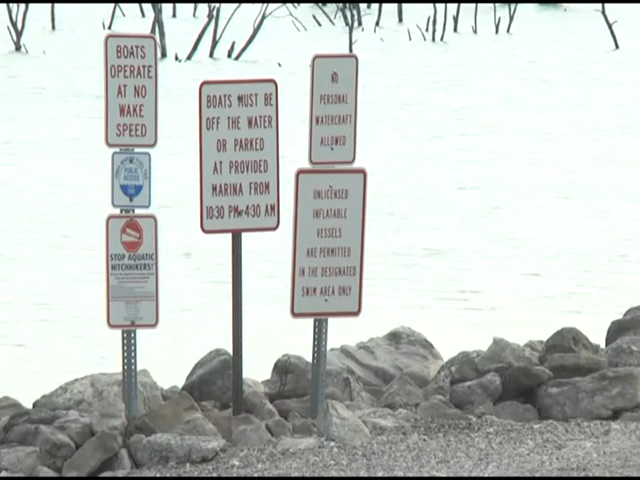 BOATS
OPERATE
AT NO
WAKE
SPEED
PUBLIC
ACCESS
STOP AQUATIC
HITCHHIKERS!
BOATS MUST BE
OFF THE WATER
OR PARKED
AT PROVIDED
MARINA FROM
10:30 PM - 4:30 AM
NO
PERSONAL
WATERCRAFT
ALLOWED
UNLICENSED
INFLATABLE
VESSELS
ARE PERMITTED
IN THE DESIGNATED
SWIM AREA ONLY